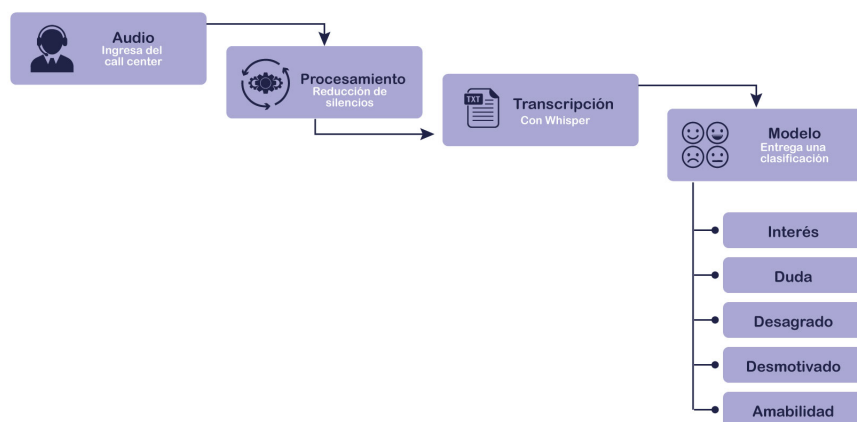 Audio
Ingresa del
call center
Procesamiento
Reducción de
silencios
TXT
Transcripción
Con Whisper
Modelo
Entrega una
clasificación
Interés
Duda
Desagrado
Desmotivado
Amabilidad